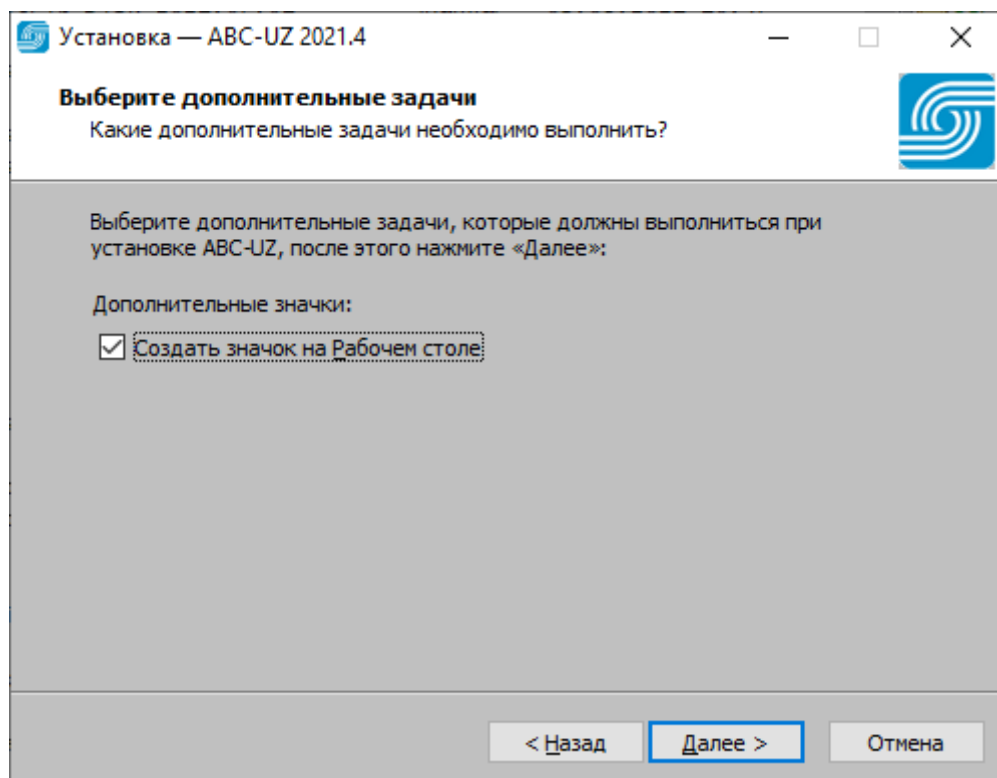 Установка — ABC-UZ 2021.4
Выберите дополнительные задачи
Какие дополнительные задачи необходимо выполнить?
Выберите дополнительные задачи, которые должны выполниться при
установке ABC-UZ, после этого нажмите «Далее»:
Дополнительные значки:
Создать значок на Рабочем столе
< Назад Далее > Отмена